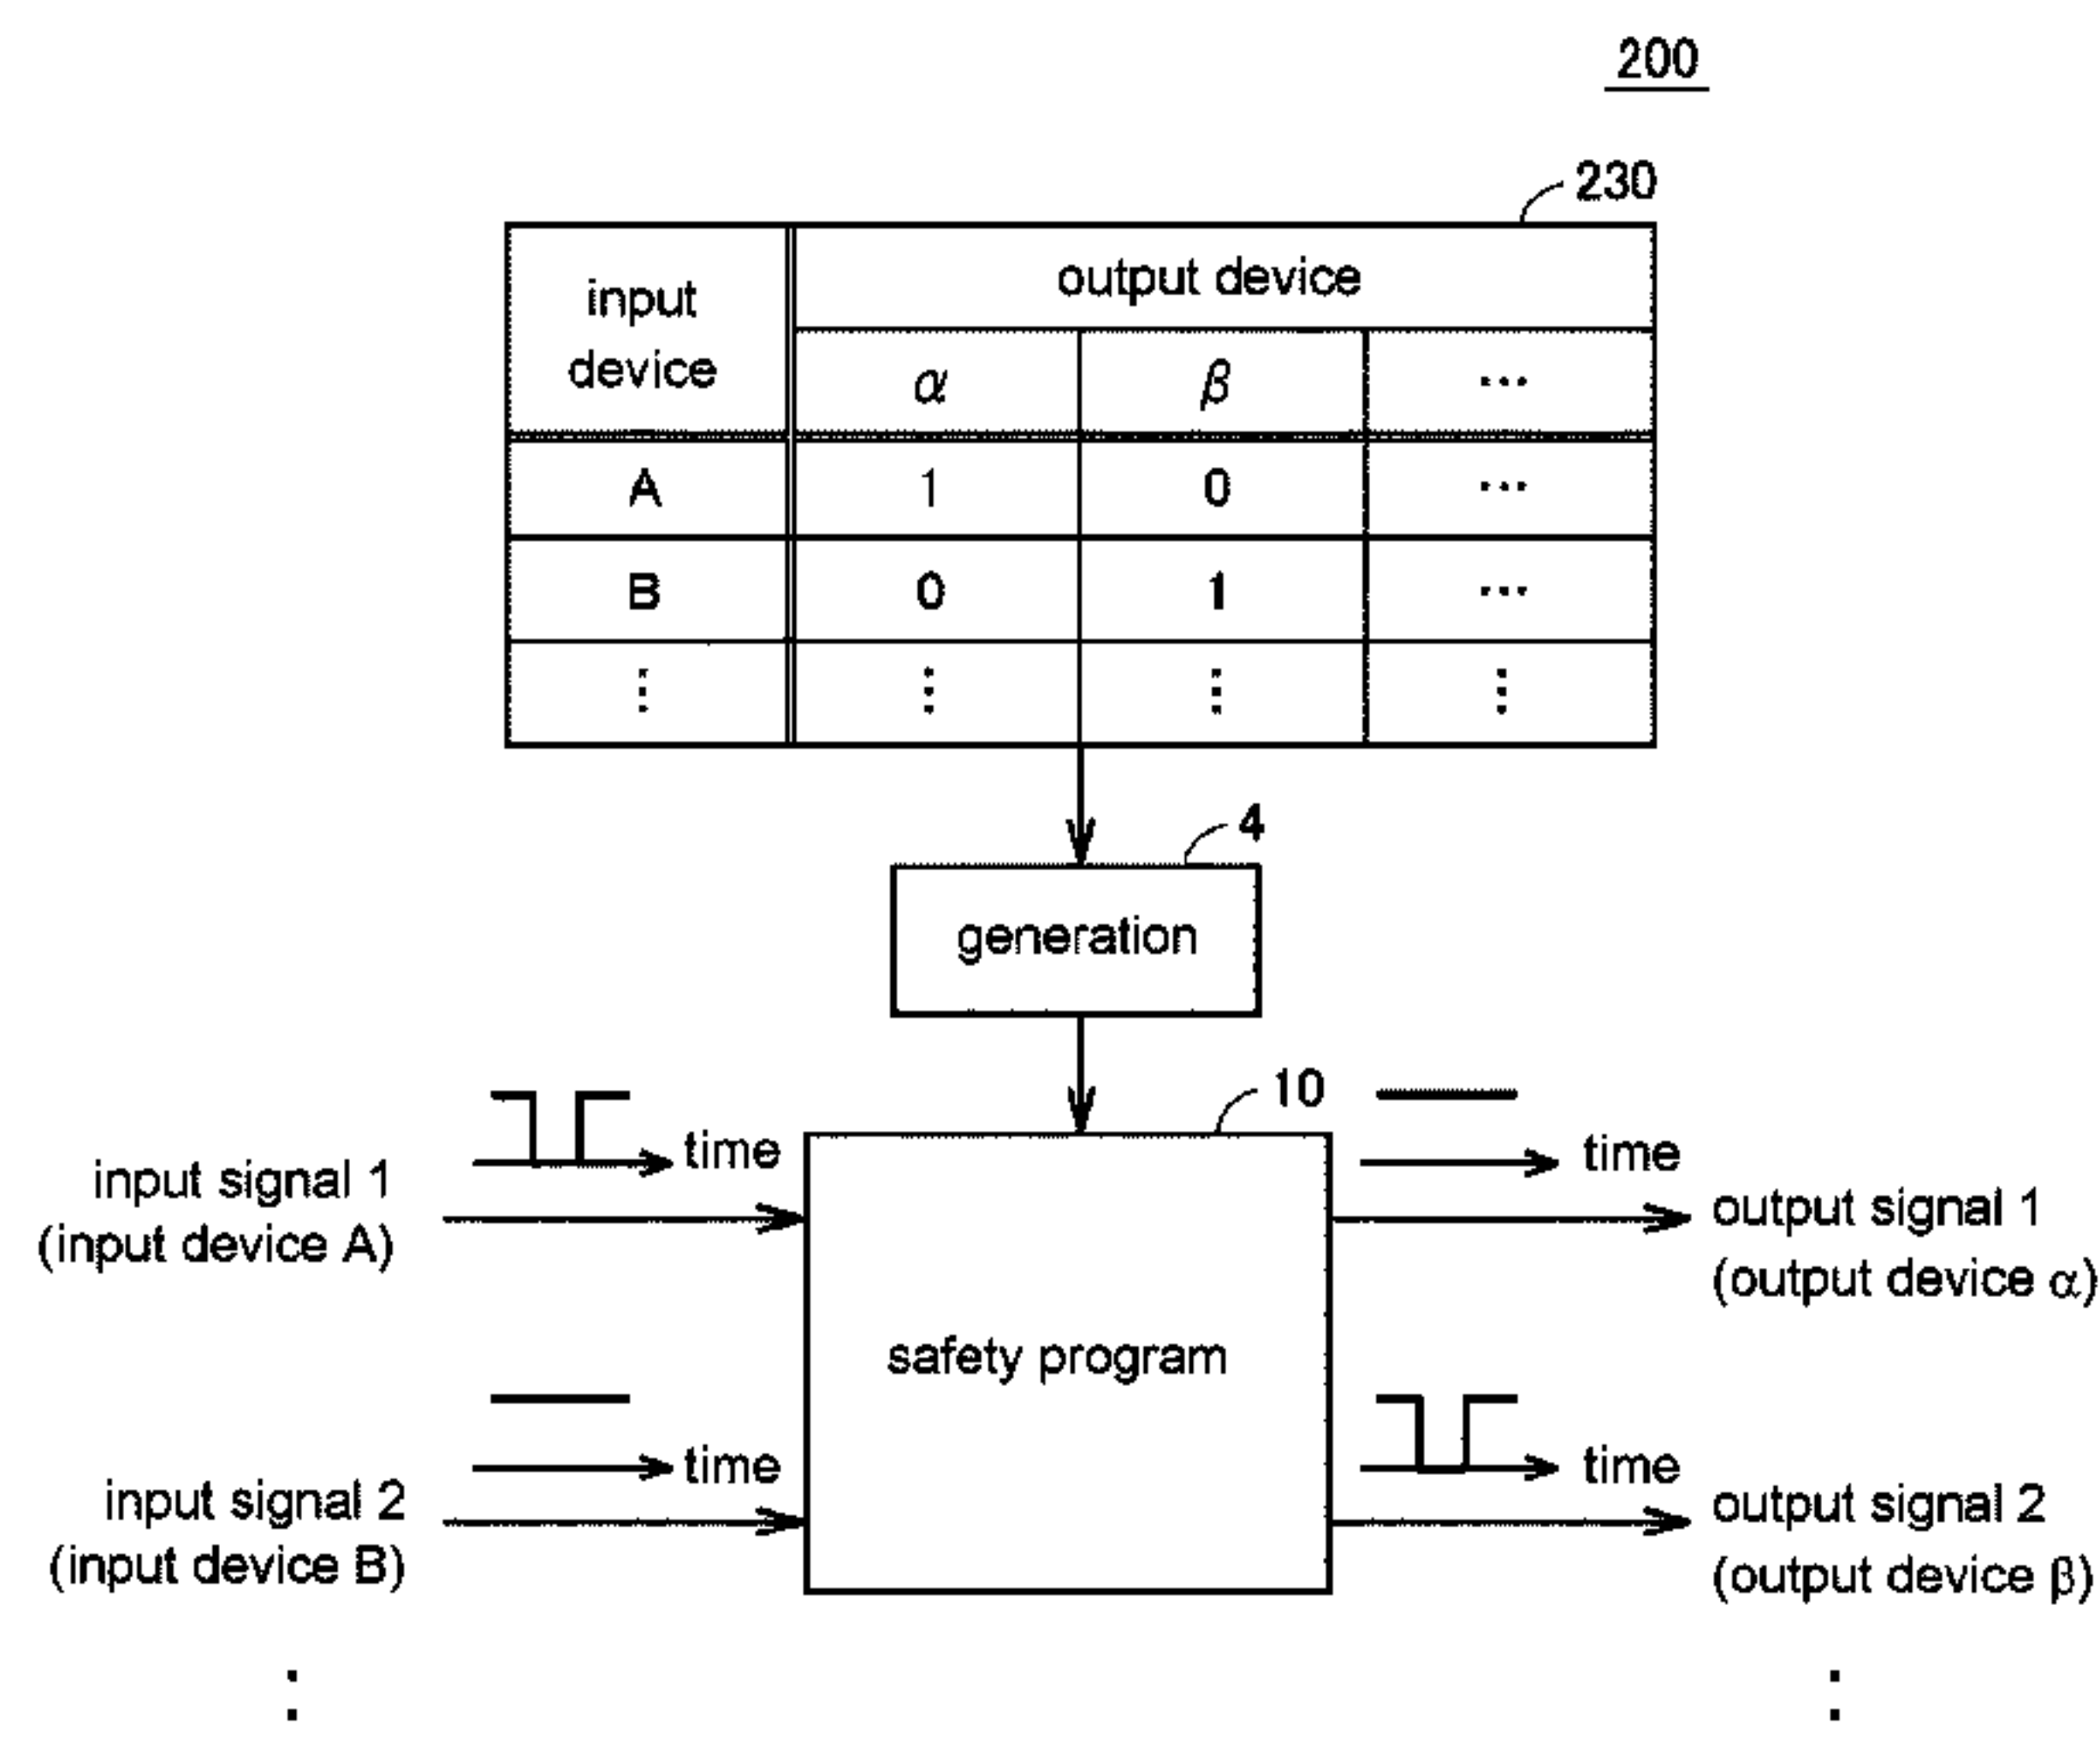 200
230
input
device
output device
α
β
...
A
1
0
...
B
0
1
...
⋮
⋮
⋮
⋮
4
generation
10
time
time
input signal 1
(input device A)
output signal 1
(output device α)
safety program
time
time
input signal 2
(input device B)
output signal 2
(output device β)
⋮
⋮